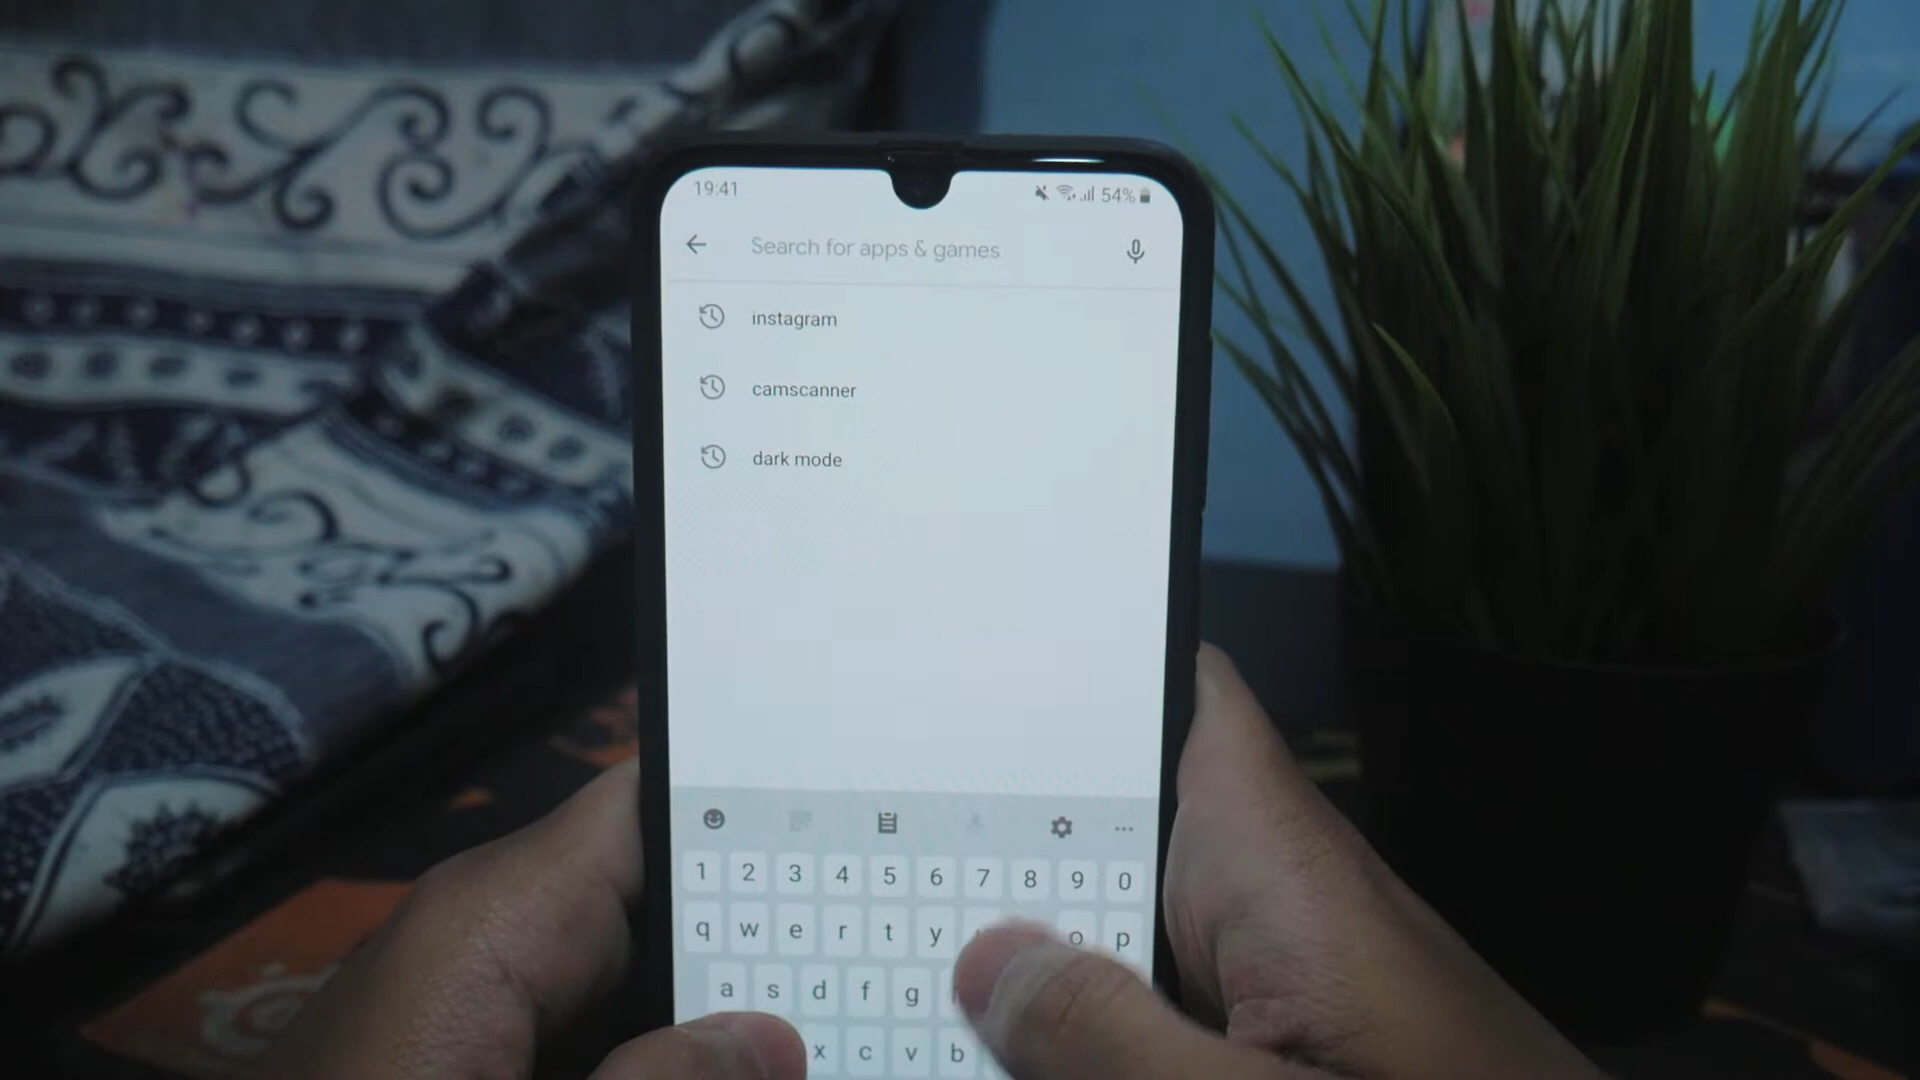 19:41 54%
Search for apps & games
instagram
camscanner
dark mode
1 2 3 4 5 6 7 8 9 0
q w e r t y o p
a s d f g
x c v b